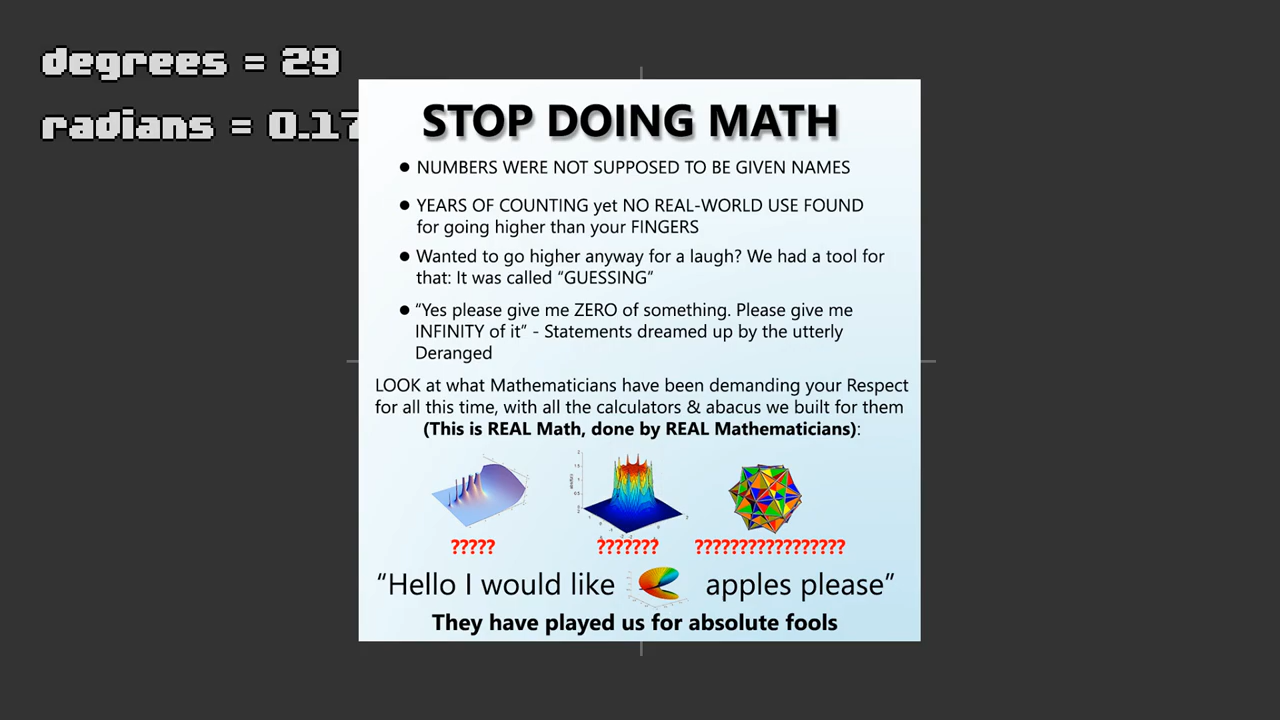 degrees = 29
radians = 0.17
STOP DOING MATH
● NUMBERS WERE NOT SUPPOSED TO BE GIVEN NAMES
● YEARS OF COUNTING yet NO REAL-WORLD USE FOUND
for going higher than your FINGERS
● Wanted to go higher anyway for a laugh? We had a tool for
that: It was called “GUESSING”
● “Yes please give me ZERO of something. Please give me
INFINITY of it” - Statements dreamed up by the utterly
Deranged
LOOK at what Mathematicians have been demanding your Respect
for all this time, with all the calculators & abacus we built for them
(This is REAL Math, done by REAL Mathematicians):
????? ??????? ?????????????????
“Hello I would like apples please”
They have played us for absolute fools